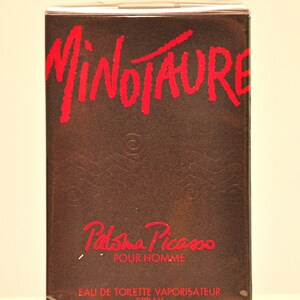 MINOTAURE
Paloma Picasso
POUR HOMME
EAU DE TOILETTE VAPORISATEUR